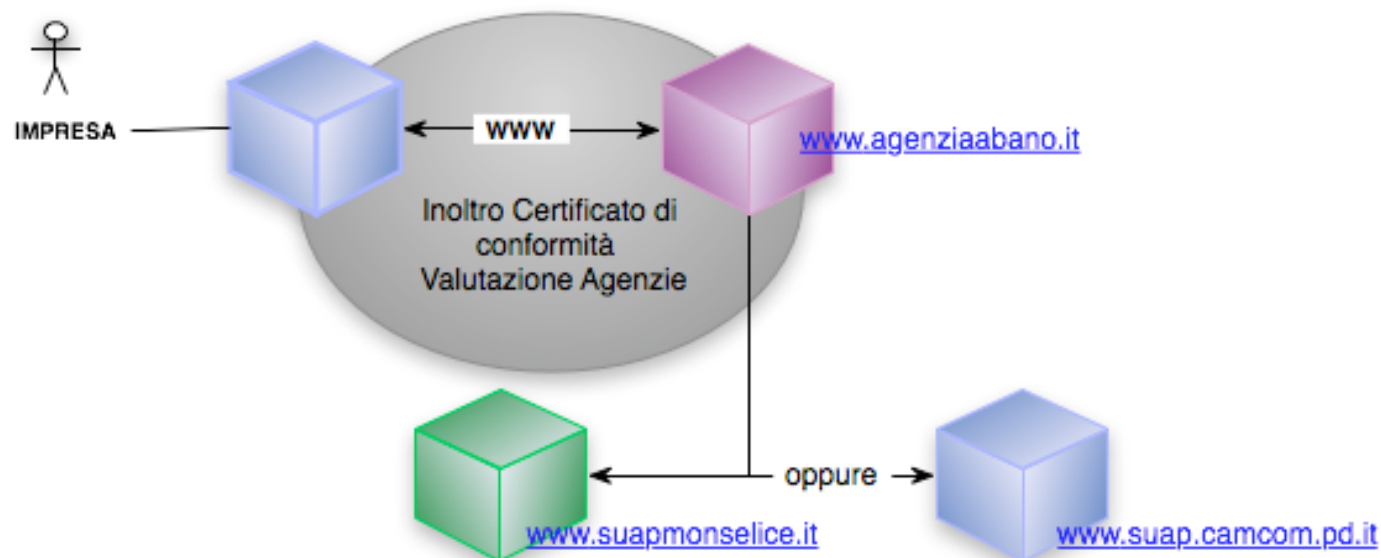 IMPRESA
www
www.agenziaabano.it
Inoltro Certificato di
conformità
Valutazione Agenzie
oppure
www.suapmonselice.it
www.suap.camcom.pd.it